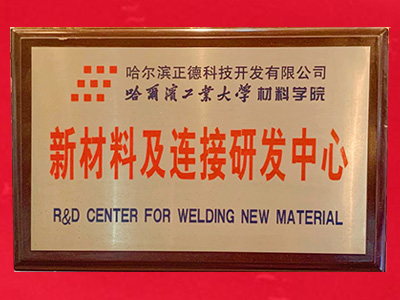 哈尔滨正德科技开发有限公司
哈爾濱工業大学材料学院
新材料及连接研发中心
R&D CENTER FOR WELDING NEW MATERIAL